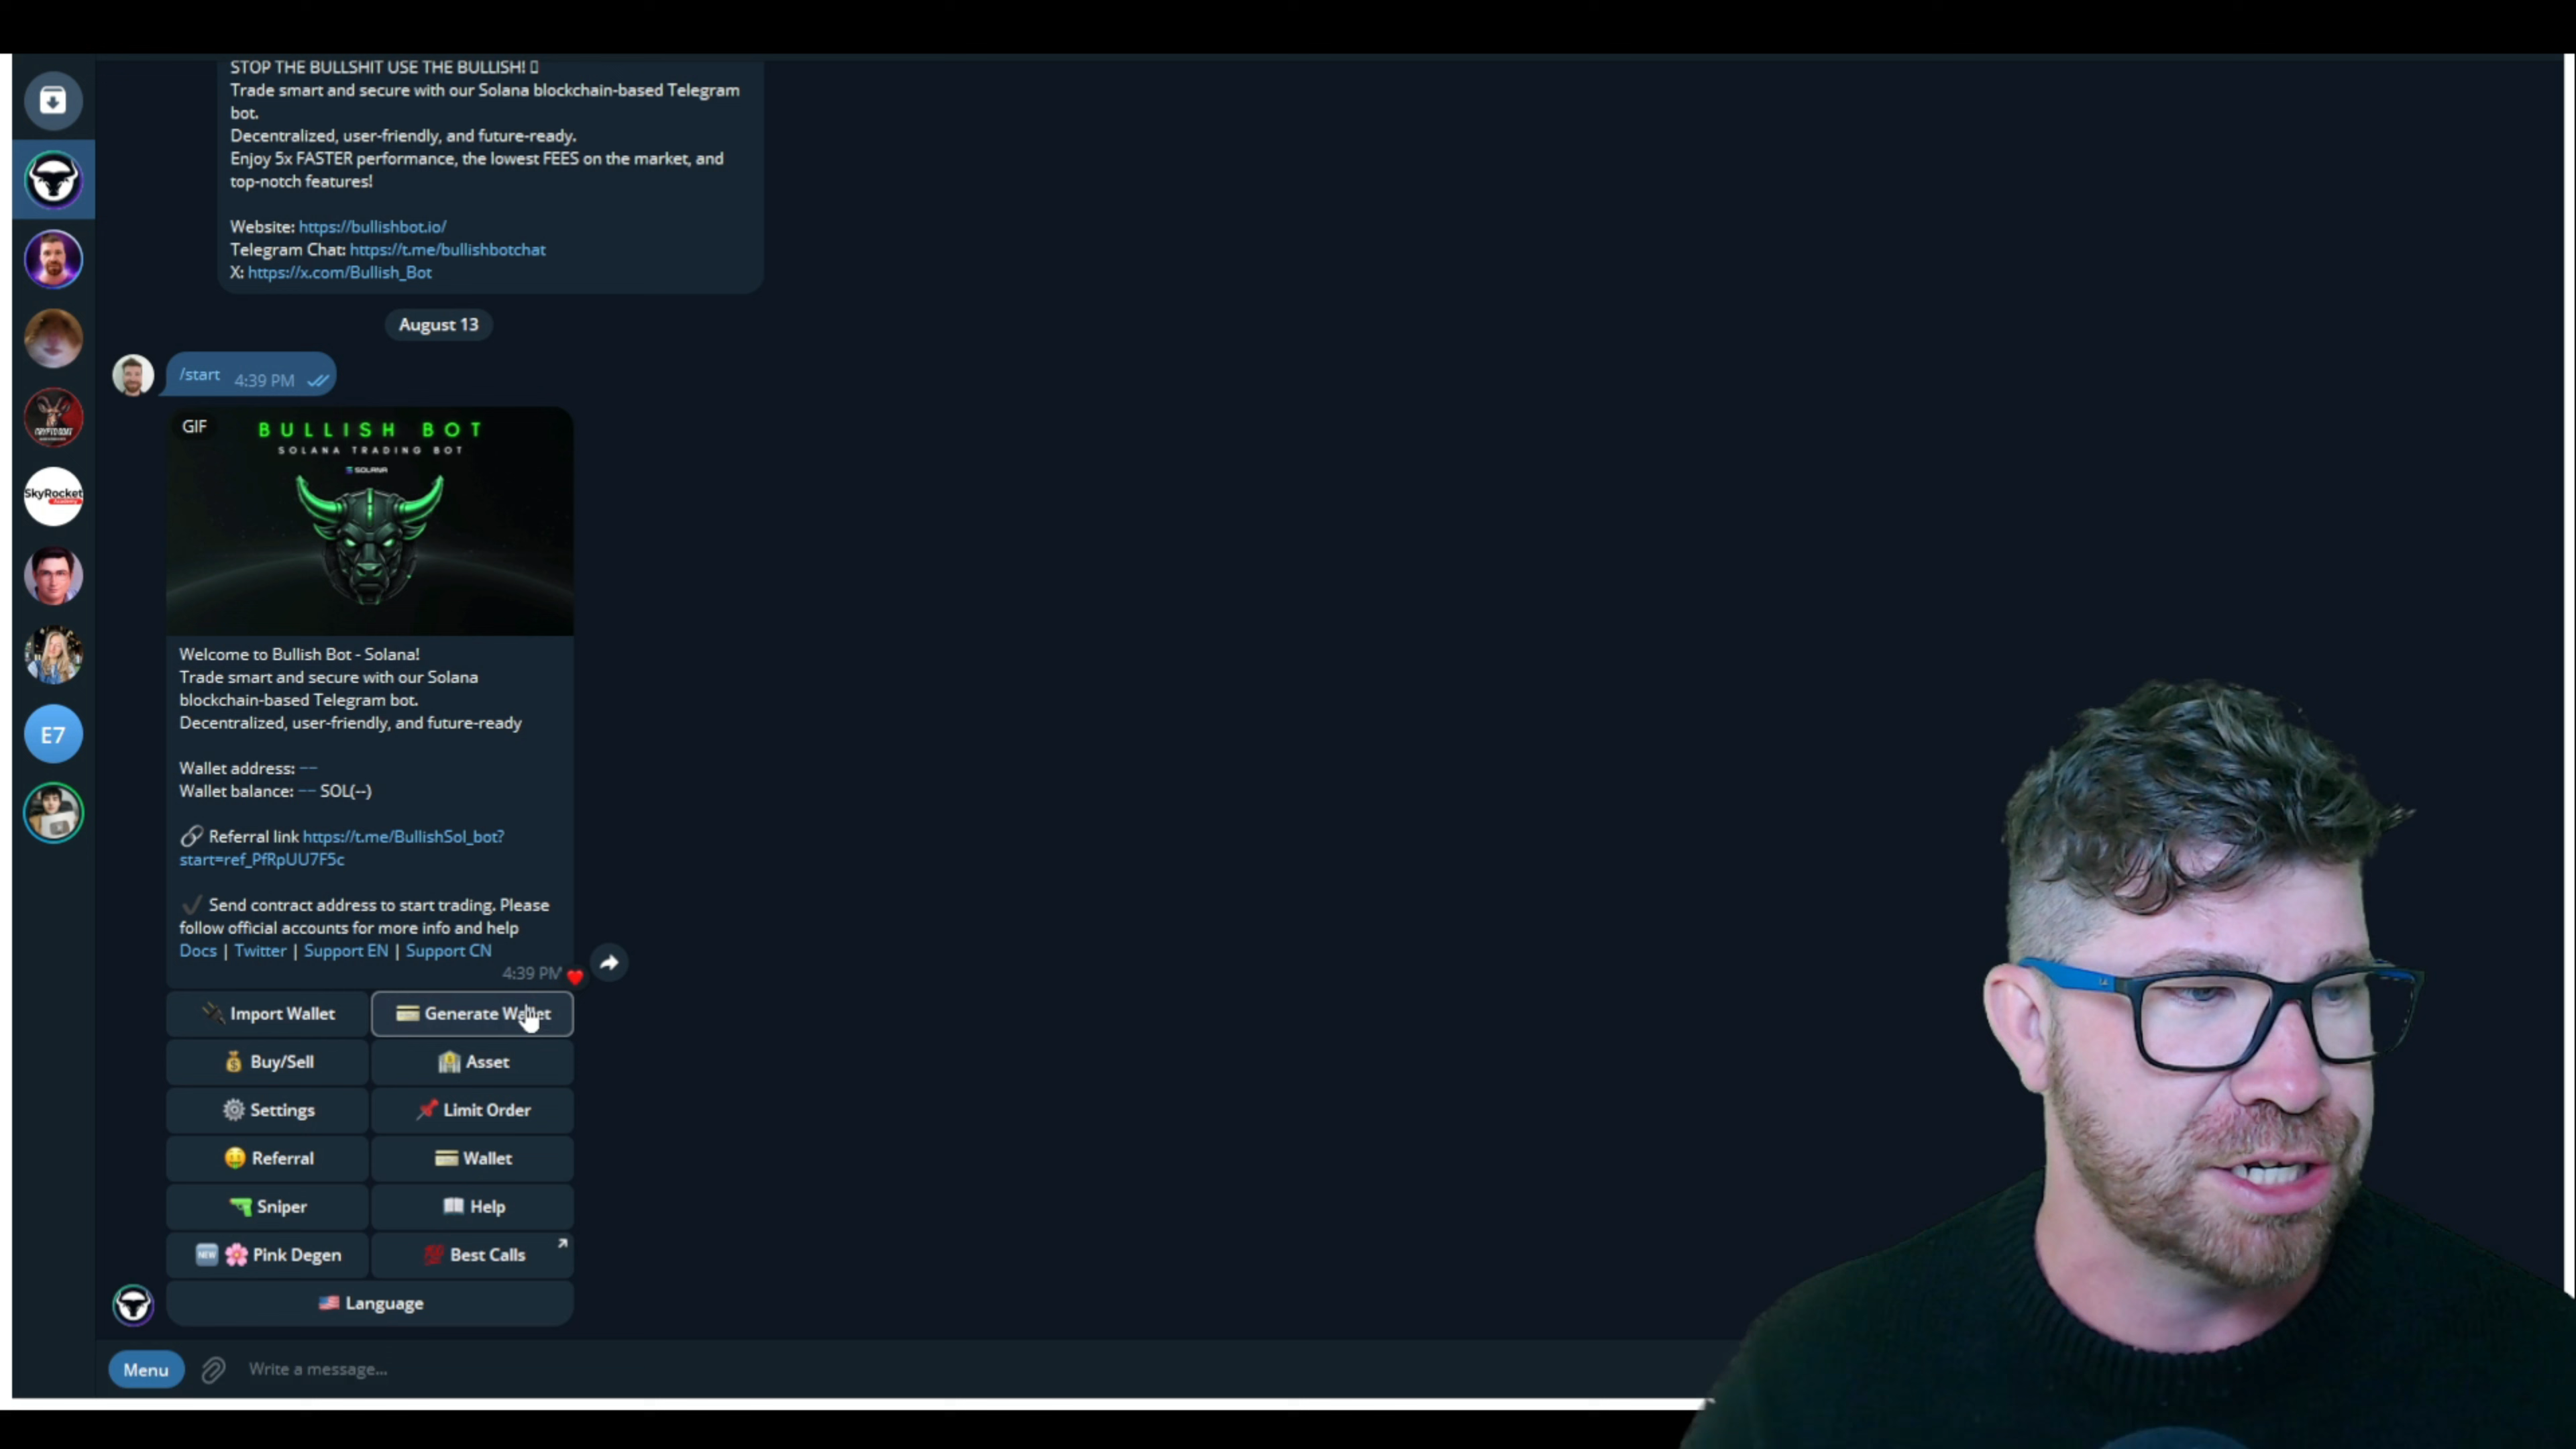 STOP THE BULLSHIT USE THE BULLISH!
Trade smart and secure with our Solana blockchain-based Telegram
bot.
Decentralized, user-friendly, and future-ready.
Enjoy 5x FASTER performance, the lowest FEES on the market, and
top-notch features!
Website: https://bullishbot.io/
Telegram Chat: https://t.me/bullishbotchat
X: https://x.com/Bullish_Bot
August 13
/start 4:39 PM
GIF
BULLISH BOT
SOLANA TRADING BOT
SOLANA
CRYPTO GOAT
SkyRocket
Welcome to Bullish Bot - Solana!
Trade smart and secure with our Solana
blockchain-based Telegram bot.
Decentralized, user-friendly, and future-ready
E7
Wallet address: --
Wallet balance: -- SOL(--)
Referral link https://t.me/BullishSol_bot?
start=ref_PfRpUU7F5c
Send contract address to start trading. Please
follow official accounts for more info and help
Docs | Twitter | Support EN | Support CN
4:39 PM
Import Wallet
Generate Wallet
Buy/Sell
Asset
Settings
Limit Order
Referral
Wallet
Sniper
Help
NEW Pink Degen
100 Best Calls
Language
Menu
Write a message...